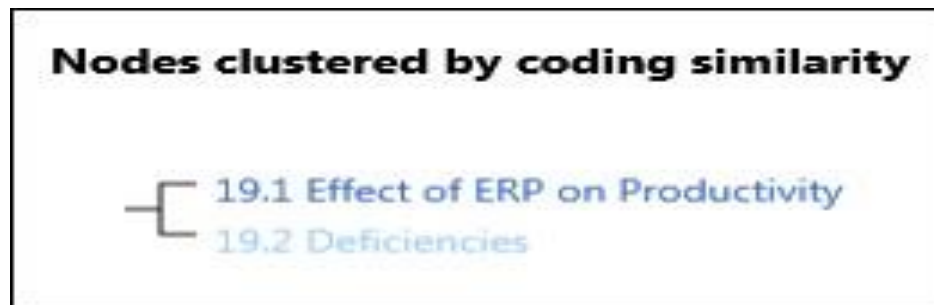 Nodes clustered by coding similarity
19.1 Effect of ERP on Productivity
19.2 Deficiencies